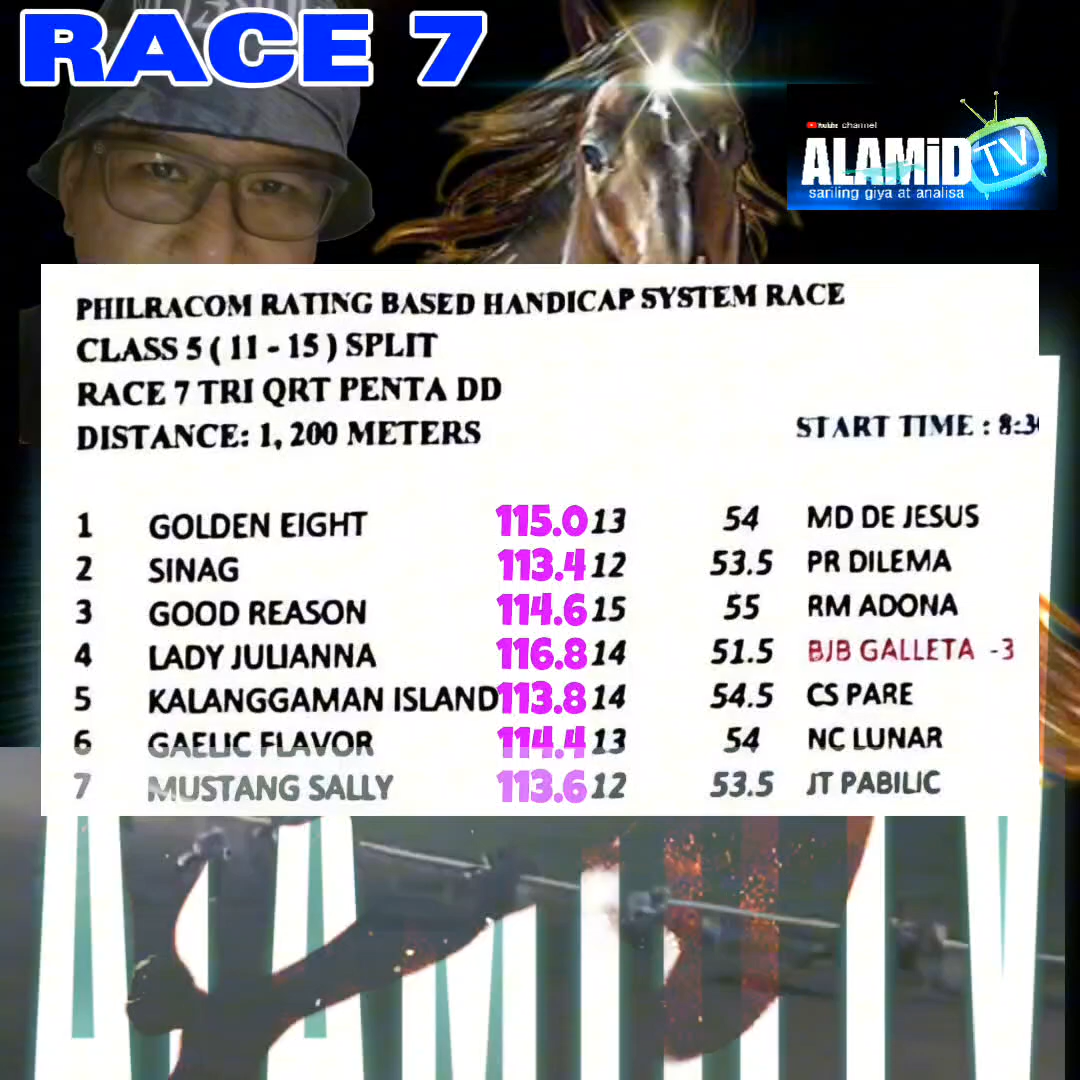 RACE 7
YouTube channel
ALAMiD TV
sariling giya at analisa
PHILRACOM RATING BASED HANDICAP SYSTEM RACE
CLASS 5 ( 11 - 15 ) SPLIT
RACE 7 TRI QRT PENTA DD
DISTANCE: 1, 200 METERS
START TIME : 8:3
1 GOLDEN EIGHT 115.0 13 54 MD DE JESUS
2 SINAG 113.4 12 53.5 PR DILEMA
3 GOOD REASON 114.6 15 55 RM ADONA
4 LADY JULIANNA 116.8 14 51.5 BJB GALLETA -3
5 KALANGGAMAN ISLAND 113.8 14 54.5 CS PARE
6 GAELIC FLAVOR 114.4 13 54 NC LUNAR
7 MUSTANG SALLY 113.6 12 53.5 JT PABILIC